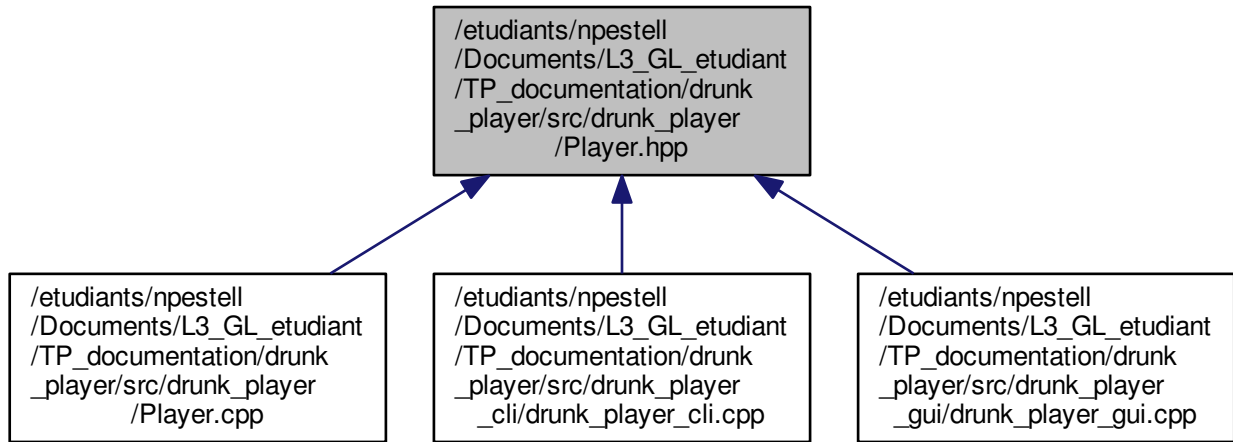 /etudiants/npestell
/Documents/L3_GL_etudiant
/TP_documentation/drunk
_player/src/drunk_player
/Player.hpp
/etudiants/npestell
/Documents/L3_GL_etudiant
/TP_documentation/drunk
_player/src/drunk_player
/Player.cpp
/etudiants/npestell
/Documents/L3_GL_etudiant
/TP_documentation/drunk
_player/src/drunk_player
_cli/drunk_player_cli.cpp
/etudiants/npestell
/Documents/L3_GL_etudiant
/TP_documentation/drunk
_player/src/drunk_player
_gui/drunk_player_gui.cpp